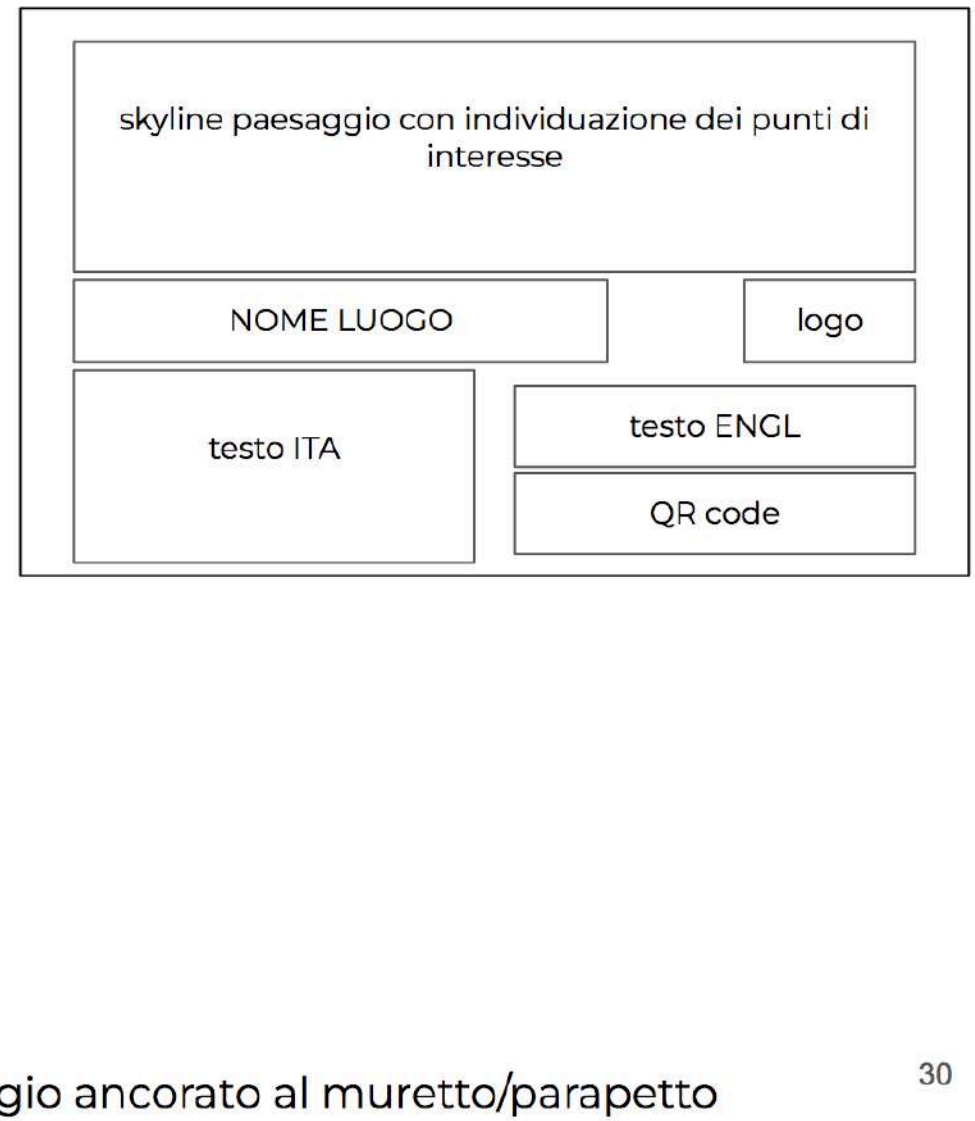 skyline paesaggio con individuazione dei punti di
interesse
NOME LUOGO
logo
testo ITA
testo ENGL
QR code
gio ancorato al muretto/parapetto
30